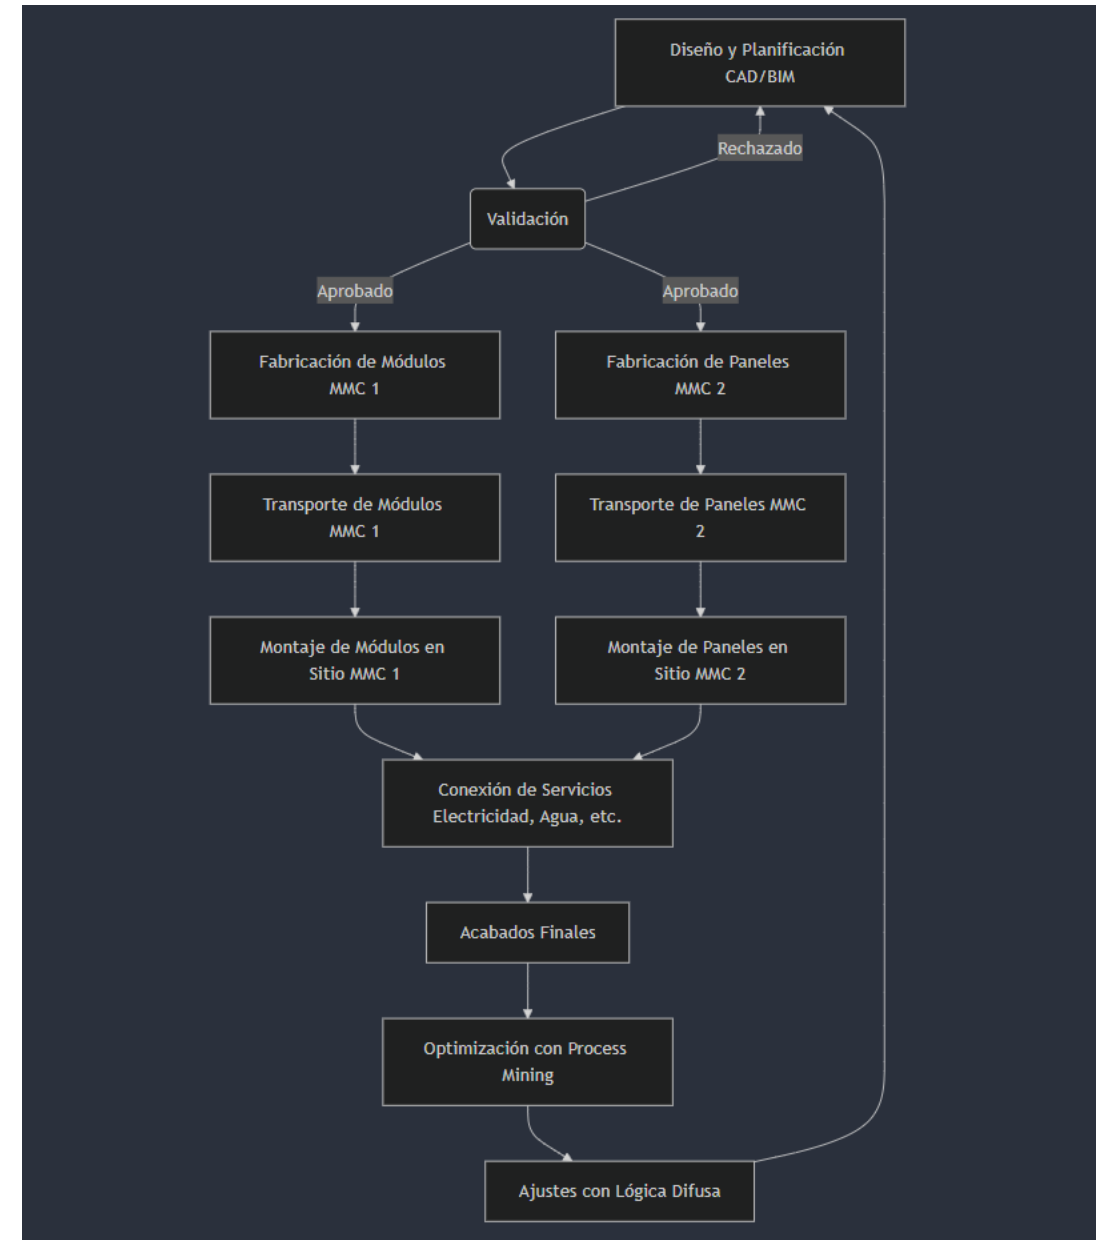 Diseño y Planificación
CAD/BIM
Rechazado
Validación
Aprobado
Aprobado
Fabricación de Módulos
MMC 1
Fabricación de Paneles
MMC 2
Transporte de Módulos
MMC 1
Transporte de Paneles MMC
2
Montaje de Módulos en
Sitio MMC 1
Montaje de Paneles en
Sitio MMC 2
Conexión de Servicios
Electricidad, Agua, etc.
Acabados Finales
Optimización con Process
Mining
Ajustes con Lógica Difusa